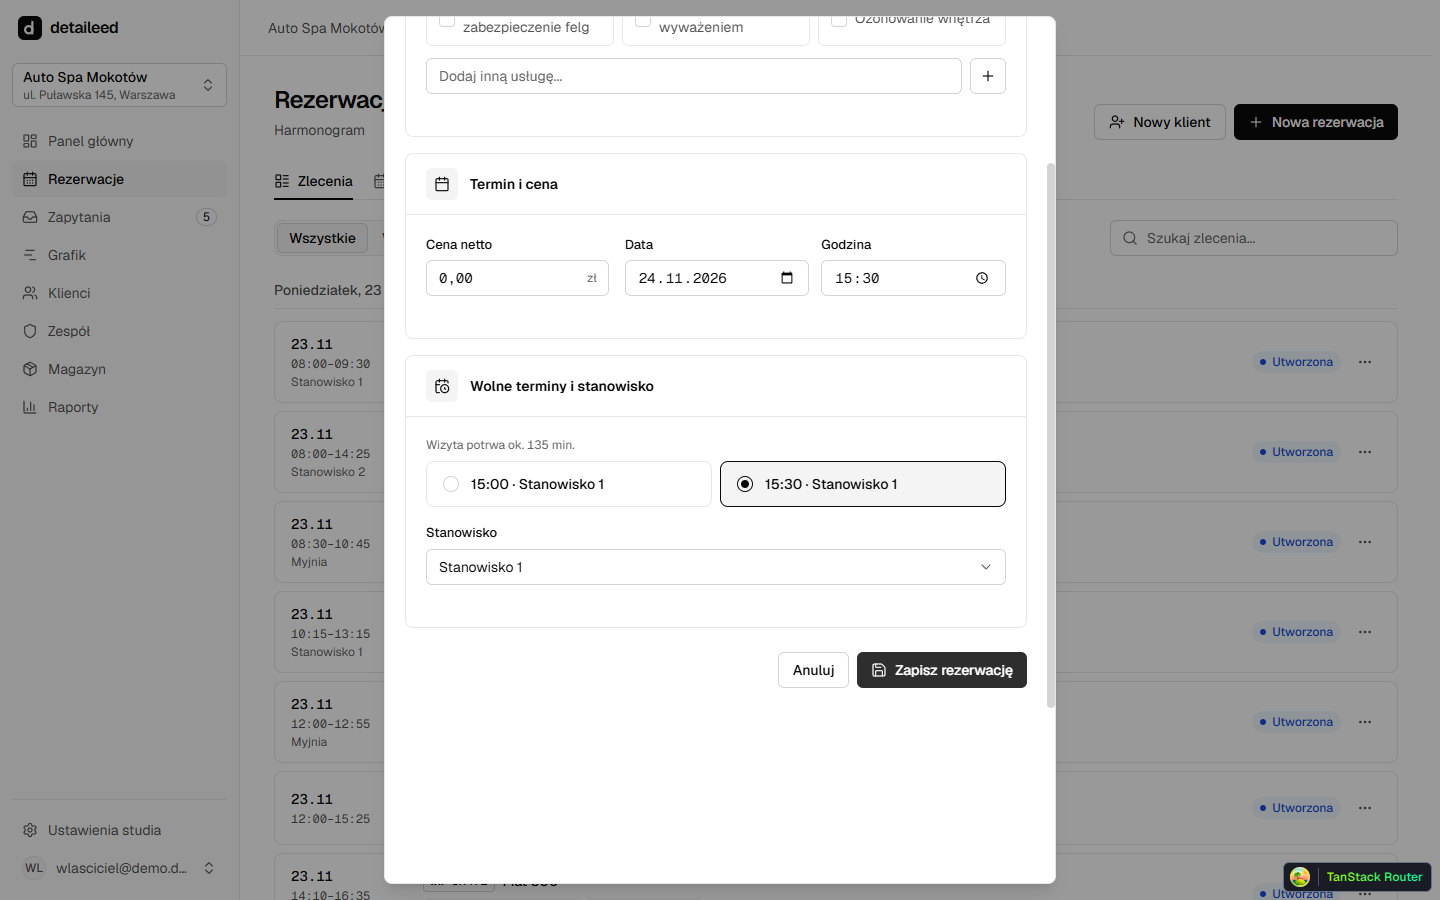 detaileed
Auto Spa Mokotów
ul. Puławska 145, Warszawa
Panel główny
Rezerwacje
Zapytania 5
Grafik
Klienci
Zespół
Magazyn
Raporty
Ustawienia studia
WL wlasciciel@demo.d...
Auto Spa Mokotów
Harmonogram
Nowy klient
Nowa rezerwacja
Zlecenia
Wszystkie
Szukaj zlecenia...
Poniedziałek, 23
23.11
08:00–09:30
Stanowisko 1
Utworzona
23.11
08:00–14:25
Stanowisko 2
Utworzona
23.11
08:30–10:45
Myjnia
Utworzona
23.11
10:15–13:15
Stanowisko 1
Utworzona
23.11
12:00–12:55
Myjnia
Utworzona
23.11
12:00–15:25
Utworzona
23.11
14:10–16:35
Utworzona
zabezpieczenie felg
wyważeniem
Ozonowanie wnętrza
Dodaj inną usługę...
Termin i cena
Cena netto
0,00 zł
Data
24.11.2026
Godzina
15:30
Wolne terminy i stanowisko
Wizyta potrwa ok. 135 min.
15:00 · Stanowisko 1
15:30 · Stanowisko 1
Stanowisko
Stanowisko 1
Anuluj
Zapisz rezerwację
TanStack Router